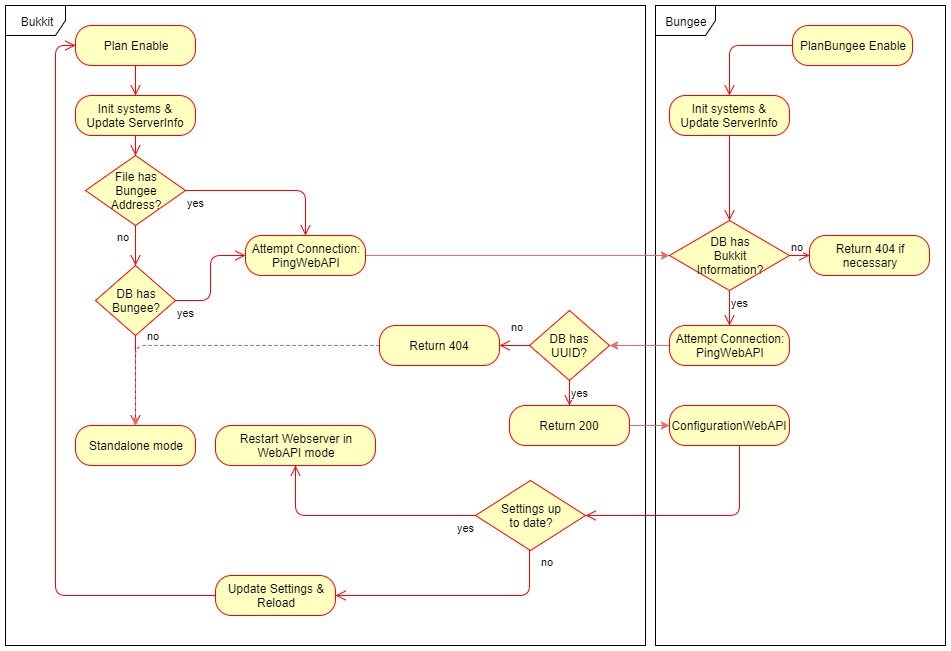 Bukkit
Plan Enable
Init systems &
Update ServerInfo
File has
Bungee
Address?
yes
no
Attempt Connection:
PingWebAPI
DB has
Bungee?
yes
no
Return 404
no
DB has
UUID?
yes
Return 200
Standalone mode
Restart Webserver in
WebAPI mode
Settings up
to date?
yes
no
Update Settings &
Reload
Bungee
PlanBungee Enable
Init systems &
Update ServerInfo
DB has
Bukkit
Information?
no
Return 404 if
necessary
yes
Attempt Connection:
PingWebAPI
ConfigurationWebAPI